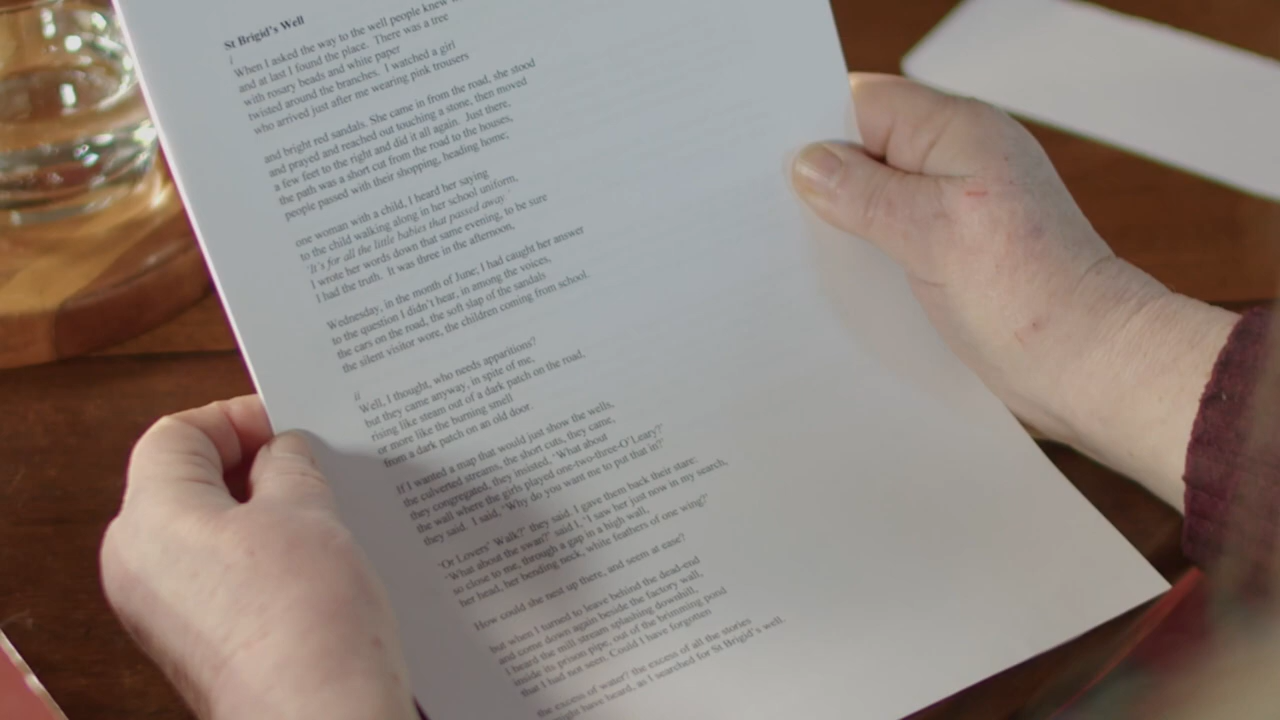 St Brigid's Well
i
When I asked the way to the well people knew
and at last I found the place. There was a tree
with rosary beads and white paper
twisted around the branches. I watched a girl
who arrived just after me wearing pink trousers
and bright red sandals. She came in from the road, she stood
and prayed and reached out touching a stone, then moved
a few feet to the right and did it all again. Just there,
the path was a short cut from the road to the houses,
people passed with their shopping, heading home;
one woman with a child, I heard her saying
to the child walking along in her school uniform,
'It's for all the little babies that passed away'
I wrote her words down that same evening, to be sure
I had the truth. It was three in the afternoon,
Wednesday, in the month of June; I had caught her answer
to the question I didn't hear, in among the voices,
the cars on the road, the soft slap of the sandals
the silent visitor wore, the children coming from school.
ii
Well, I thought, who needs apparitions?
but they came anyway, in spite of me,
rising like steam out of a dark patch on the road,
or more like the burning smell
from a dark patch on an old door.
If I wanted a map that would just show the wells,
the culverted streams, the short cuts, they came,
they congregated, they insisted, 'What about
the wall where the girls played one-two-three-O'Leary?'
they said. I said, 'Why do you want me to put that in?'
'Or Lovers' Walk?' they said. I gave them back their stare:
'What about the swan?' said I, 'I saw her just now in my search,
so close to me, through a gap in a high wall,
her head, her bending neck, white feathers of one wing?'
How could she nest up there, and seem at ease?
but when I turned to leave behind the dead-end
and come down again beside the factory wall,
I heard the mill stream splashing downhill,
inside its prison pipe, out of the brimming pond
that I had not seen. Could I have forgotten
the excess of water? the excess of all the stories
might have heard, as I searched for St Brigid's well.